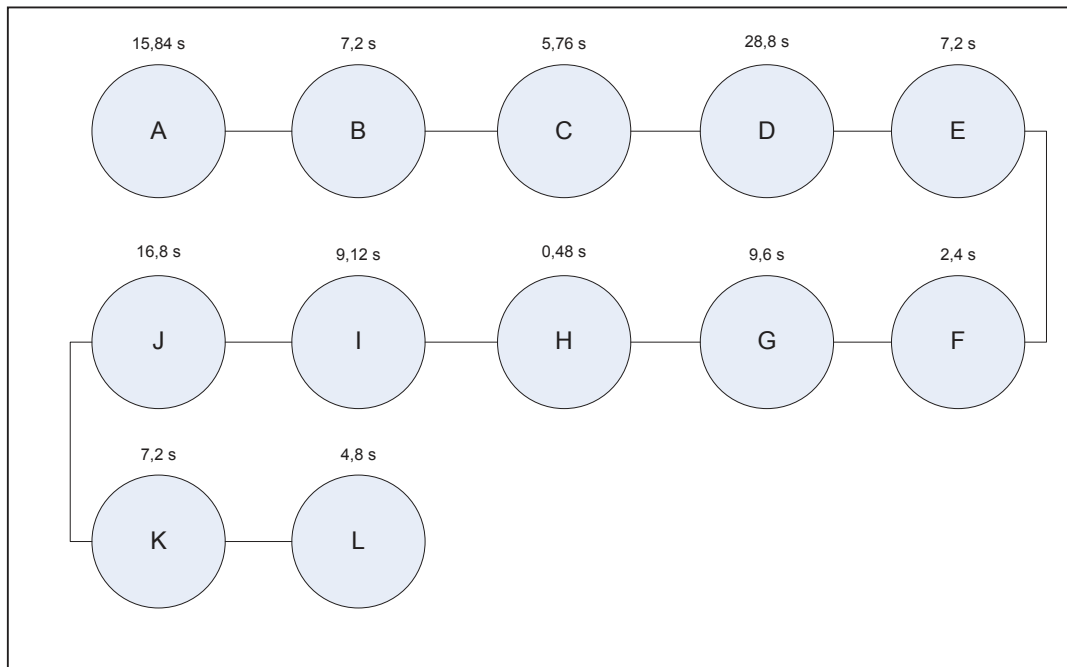 15,84 s 7,2 s 5,76 s 28,8 s 7,2 s
A B C D E
16,8 s 9,12 s 0,48 s 9,6 s 2,4 s
J I H G F
7,2 s 4,8 s
K L